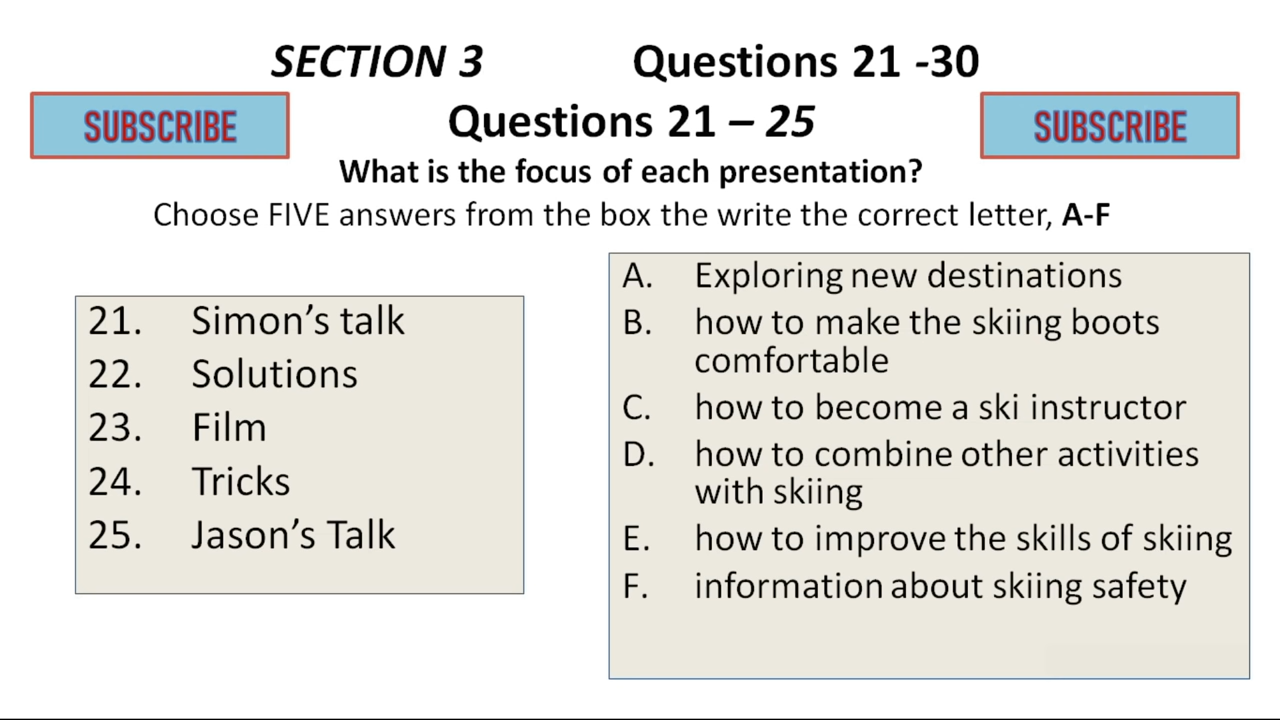 SECTION 3 Questions 21 -30
SUBSCRIBE
Questions 21 – 25
SUBSCRIBE
What is the focus of each presentation?
Choose FIVE answers from the box the write the correct letter, A-F
21. Simon’s talk
22. Solutions
23. Film
24. Tricks
25. Jason’s Talk
A. Exploring new destinations
B. how to make the skiing boots
comfortable
C. how to become a ski instructor
D. how to combine other activities
with skiing
E. how to improve the skills of skiing
F. information about skiing safety